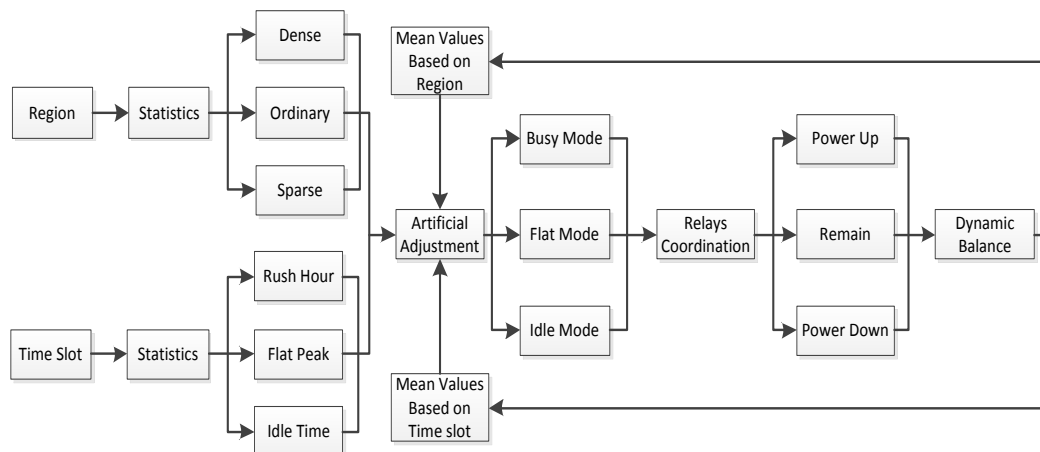 Region
Statistics
Dense
Ordinary
Sparse
Time Slot
Statistics
Rush Hour
Flat Peak
Idle Time
Mean Values
Based on
Region
Artificial
Adjustment
Mean Values
Based on
Time slot
Busy Mode
Flat Mode
Idle Mode
Relays
Coordination
Power Up
Remain
Power Down
Dynamic
Balance